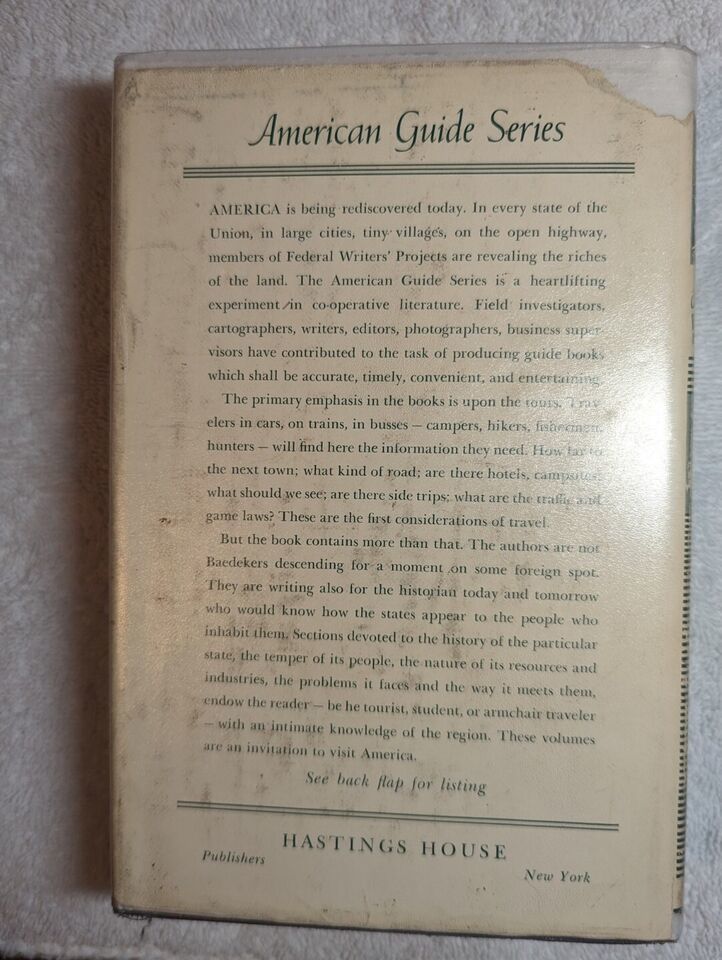 American Guide Series
AMERICA is being rediscovered today. In every state of the
Union, in large cities, tiny villages, on the open highway,
members of Federal Writers' Projects are revealing the riches
of the land. The American Guide Series is a heartlifting
experiment in co-operative literature. Field investigators,
cartographers, writers, editors, photographers, business super-
visors have contributed to the task of producing guide books
which shall be accurate, timely, convenient, and entertaining.
The primary emphasis in the books is upon the tours. Trav-
elers in cars, on trains, in busses — campers, hikers, fishermen,
hunters — will find here the information they need. How far to
the next town; what kind of road; are there hotels, campsites;
what should we see; are there side trips; what are the traffic and
game laws? These are the first considerations of travel.
But the book contains more than that. The authors are not
Baedekers descending for a moment on some foreign spot.
They are writing also for the historian today and tomorrow
who would know how the states appear to the people who
inhabit them. Sections devoted to the history of the particular
state, the temper of its people, the nature of its resources and
industries, the problems it faces and the way it meets them,
endow the reader — be he tourist, student, or armchair traveler
— with an intimate knowledge of the region. These volumes
are an invitation to visit America.
See back flap for listing
HASTINGS HOUSE
Publishers
New York